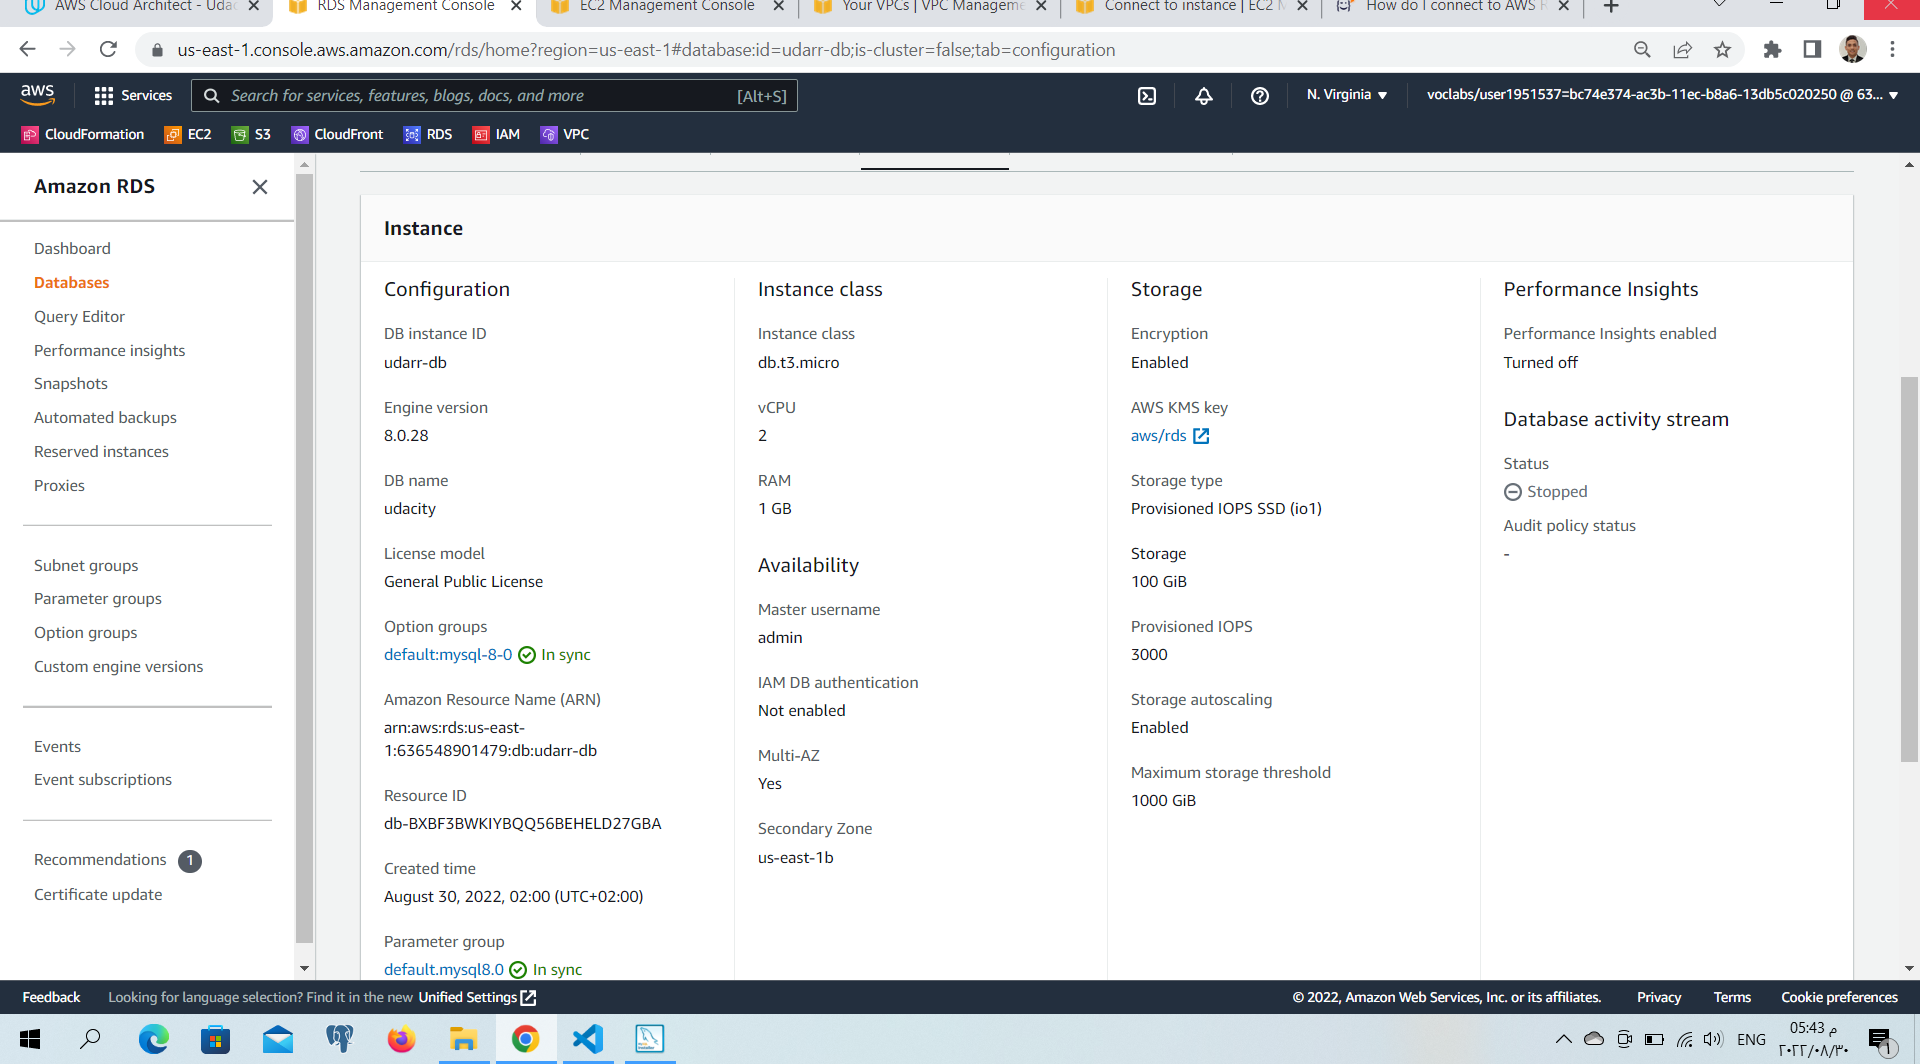 AWS Cloud Architect - Udac
RDS Management Console
EC2 Management Console
Your VPCs | VPC Manageme
Connect to instance | EC2 M
How do I connect to AWS R
us-east-1.console.aws.amazon.com/rds/home?region=us-east-1#database:id=udarr-db;is-cluster=false;tab=configuration
aws
Services
Search for services, features, blogs, docs, and more
[Alt+S]
N. Virginia
voclabs/user1951537=bc74e374-ac3b-11ec-b8a6-13db5c020250 @ 63...
CloudFormation
EC2
S3
CloudFront
RDS
IAM
VPC
Amazon RDS
Dashboard
Databases
Query Editor
Performance insights
Snapshots
Automated backups
Reserved instances
Proxies
Subnet groups
Parameter groups
Option groups
Custom engine versions
Events
Event subscriptions
Recommendations 1
Certificate update
Instance
Configuration
DB instance ID
udarr-db
Engine version
8.0.28
DB name
udacity
License model
General Public License
Option groups
default:mysql-8-0 In sync
Amazon Resource Name (ARN)
arn:aws:rds:us-east-
1:636548901479:db:udarr-db
Resource ID
db-BXBF3BWKIYBQQ56BEHELD27GBA
Created time
August 30, 2022, 02:00 (UTC+02:00)
Parameter group
default.mysql8.0 In sync
Instance class
Instance class
db.t3.micro
vCPU
2
RAM
1 GB
Availability
Master username
admin
IAM DB authentication
Not enabled
Multi-AZ
Yes
Secondary Zone
us-east-1b
Storage
Encryption
Enabled
AWS KMS key
aws/rds
Storage type
Provisioned IOPS SSD (io1)
Storage
100 GiB
Provisioned IOPS
3000
Storage autoscaling
Enabled
Maximum storage threshold
1000 GiB
Performance Insights
Performance Insights enabled
Turned off
Database activity stream
Status
Stopped
Audit policy status
-
Feedback
Looking for language selection? Find it in the new Unified Settings
© 2022, Amazon Web Services, Inc. or its affiliates.
Privacy
Terms
Cookie preferences
ENG
05:43 م
٢٠٢٢/٠٨/٣٠
1